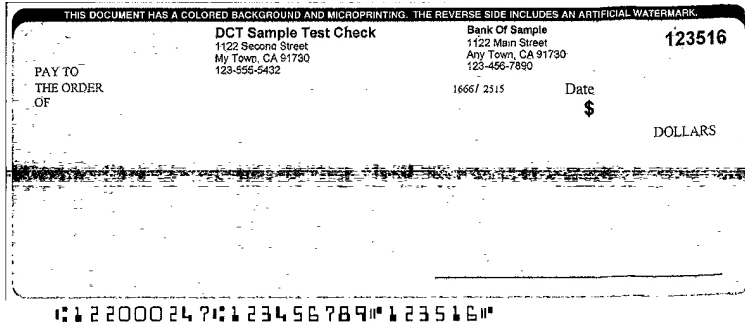 THIS DOCUMENT HAS A COLORED BACKGROUND AND MICROPRINTING. THE REVERSE SIDE INCLUDES AN ARTIFICIAL WATERMARK.
DCT Sample Test Check
1122 Second Street
My Town, CA 91730
123-555-5432
Bank Of Sample
1122 Main Street
Any Town, CA 91730
123-456-7890
123516
PAY TO
THE ORDER
OF
1666/ 2515
Date
$
DOLLARS
⑆122000247⑆123456789⑈123516⑈